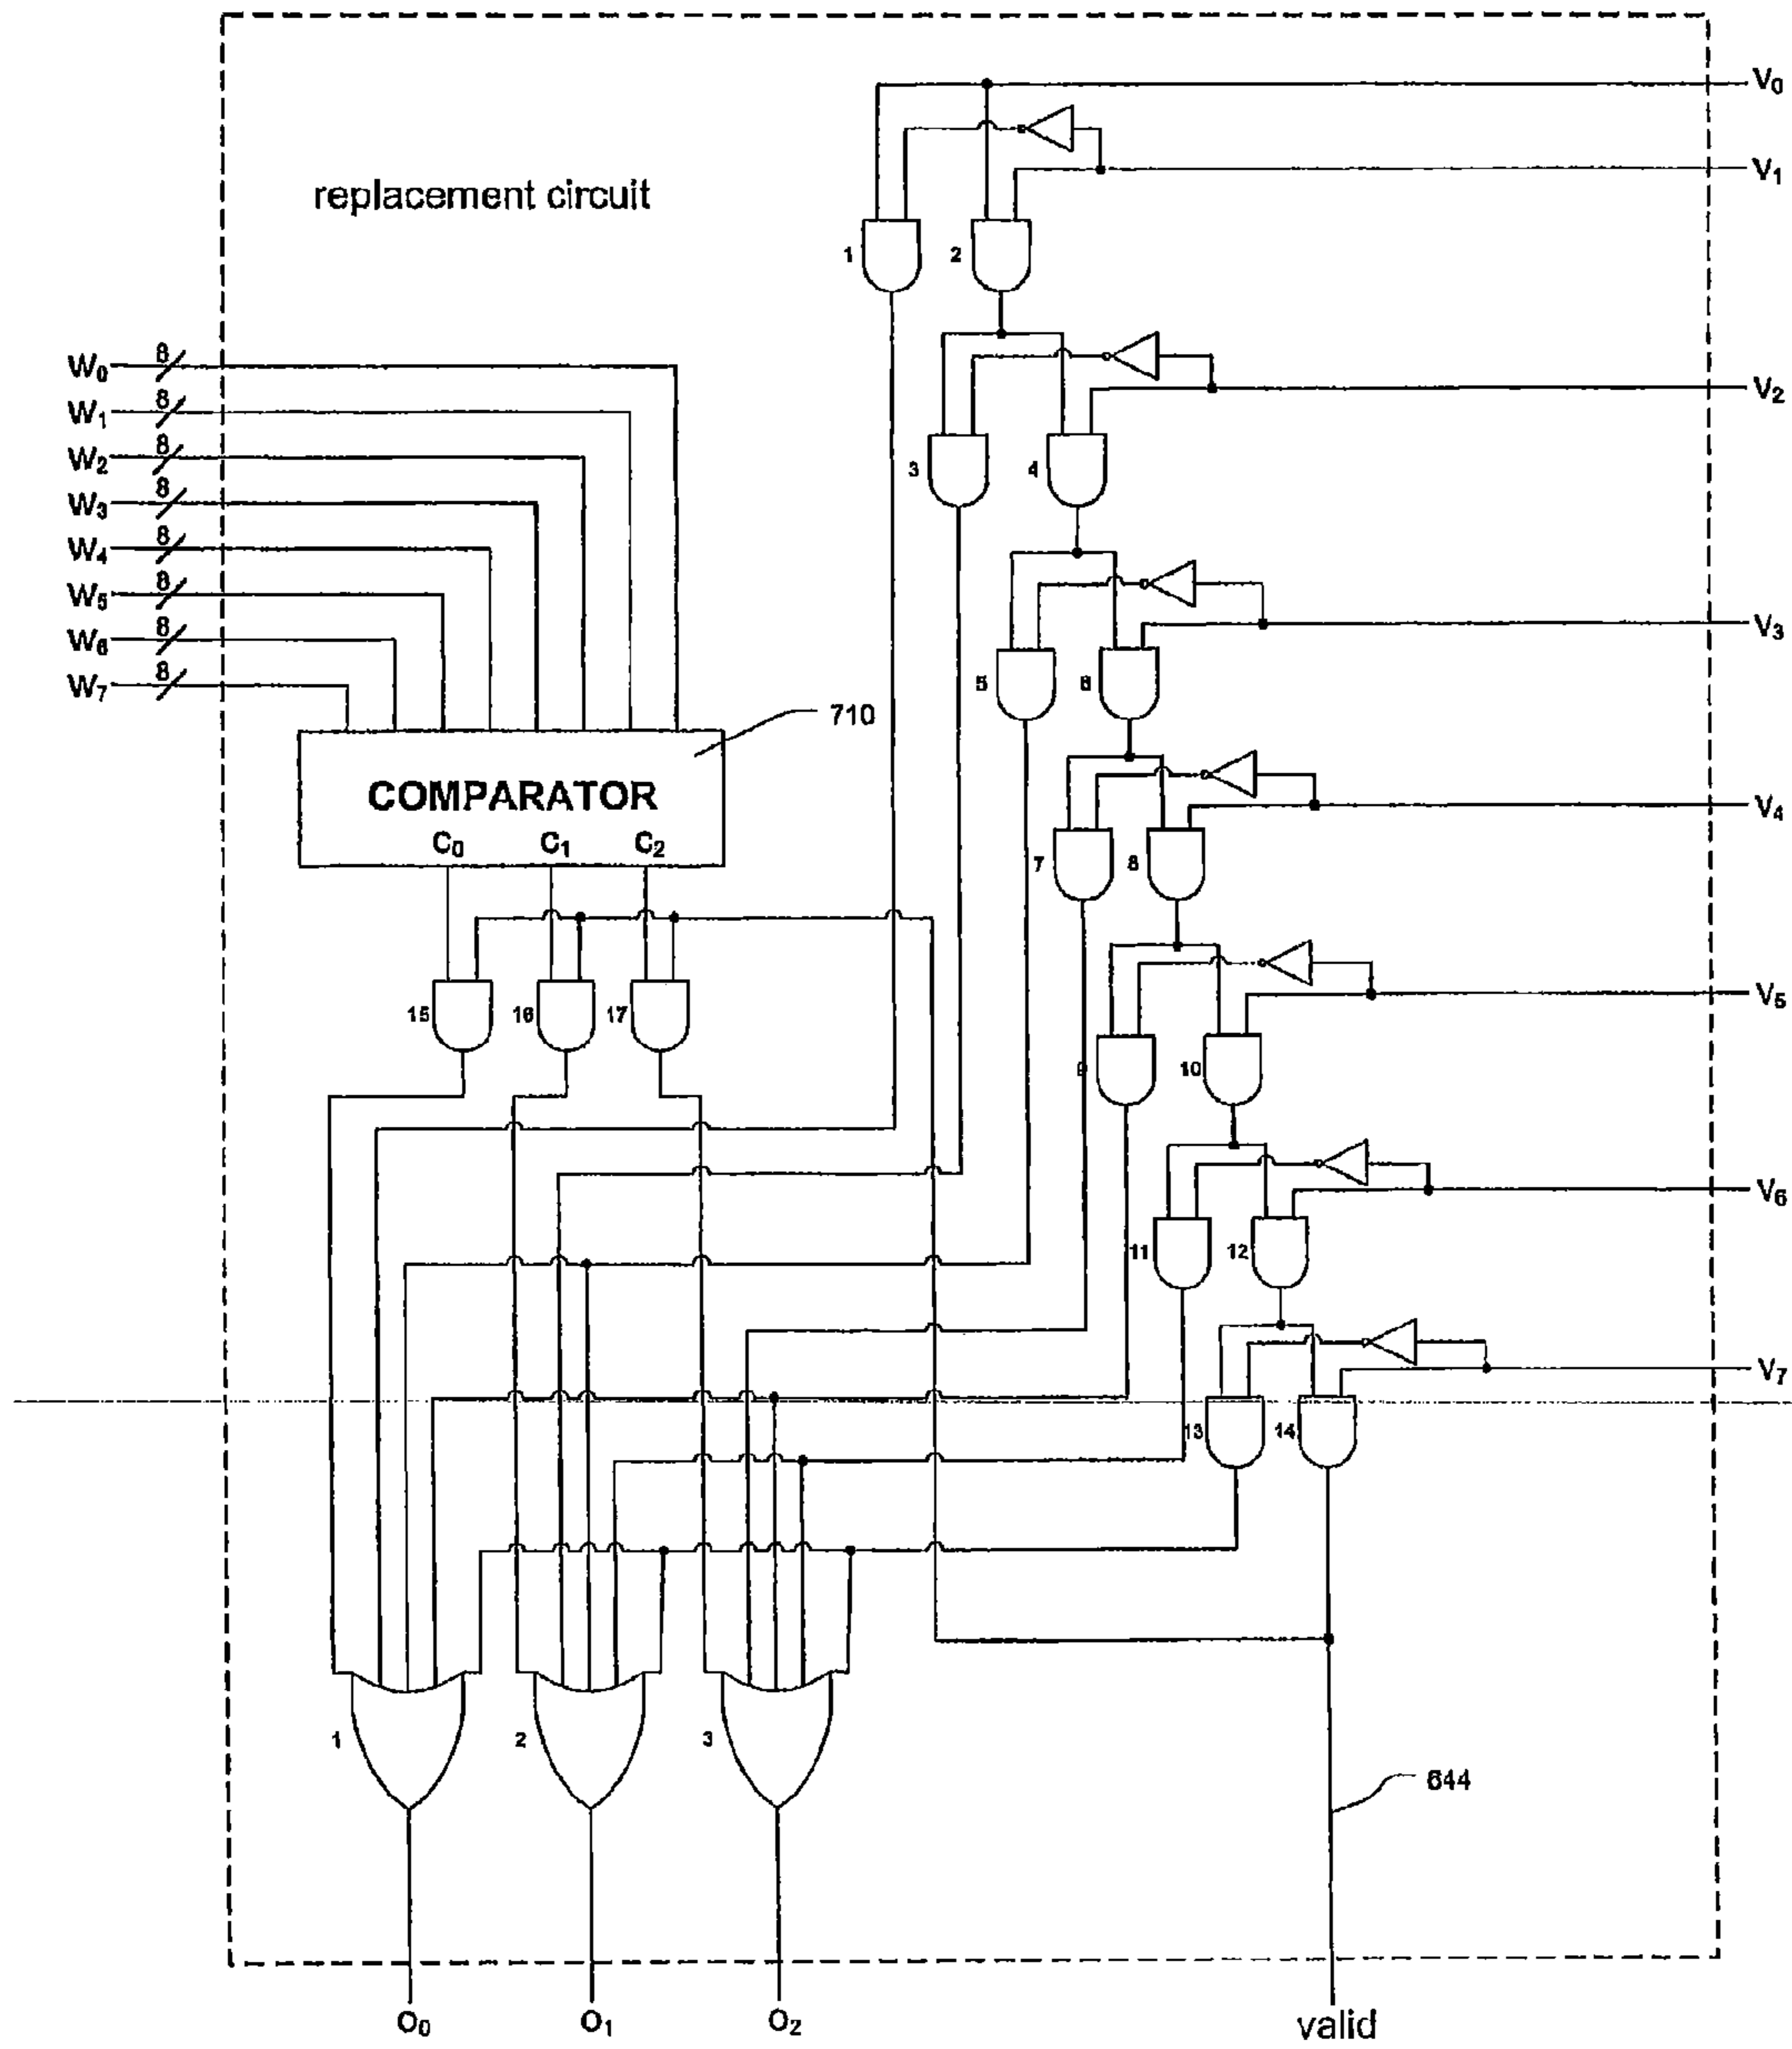 V0
V1
replacement circuit
1
2
W0 8
V2
W1 8
W2 8
3
4
W3 8
W4 8
W5 8
V3
W6 8
W7 8
5
6
710
COMPARATOR
V4
C0 C1 C2
7
8
V5
15
16
17
9
10
V6
11
12
V7
13
14
1
2
3
644
O0
O1
O2
valid